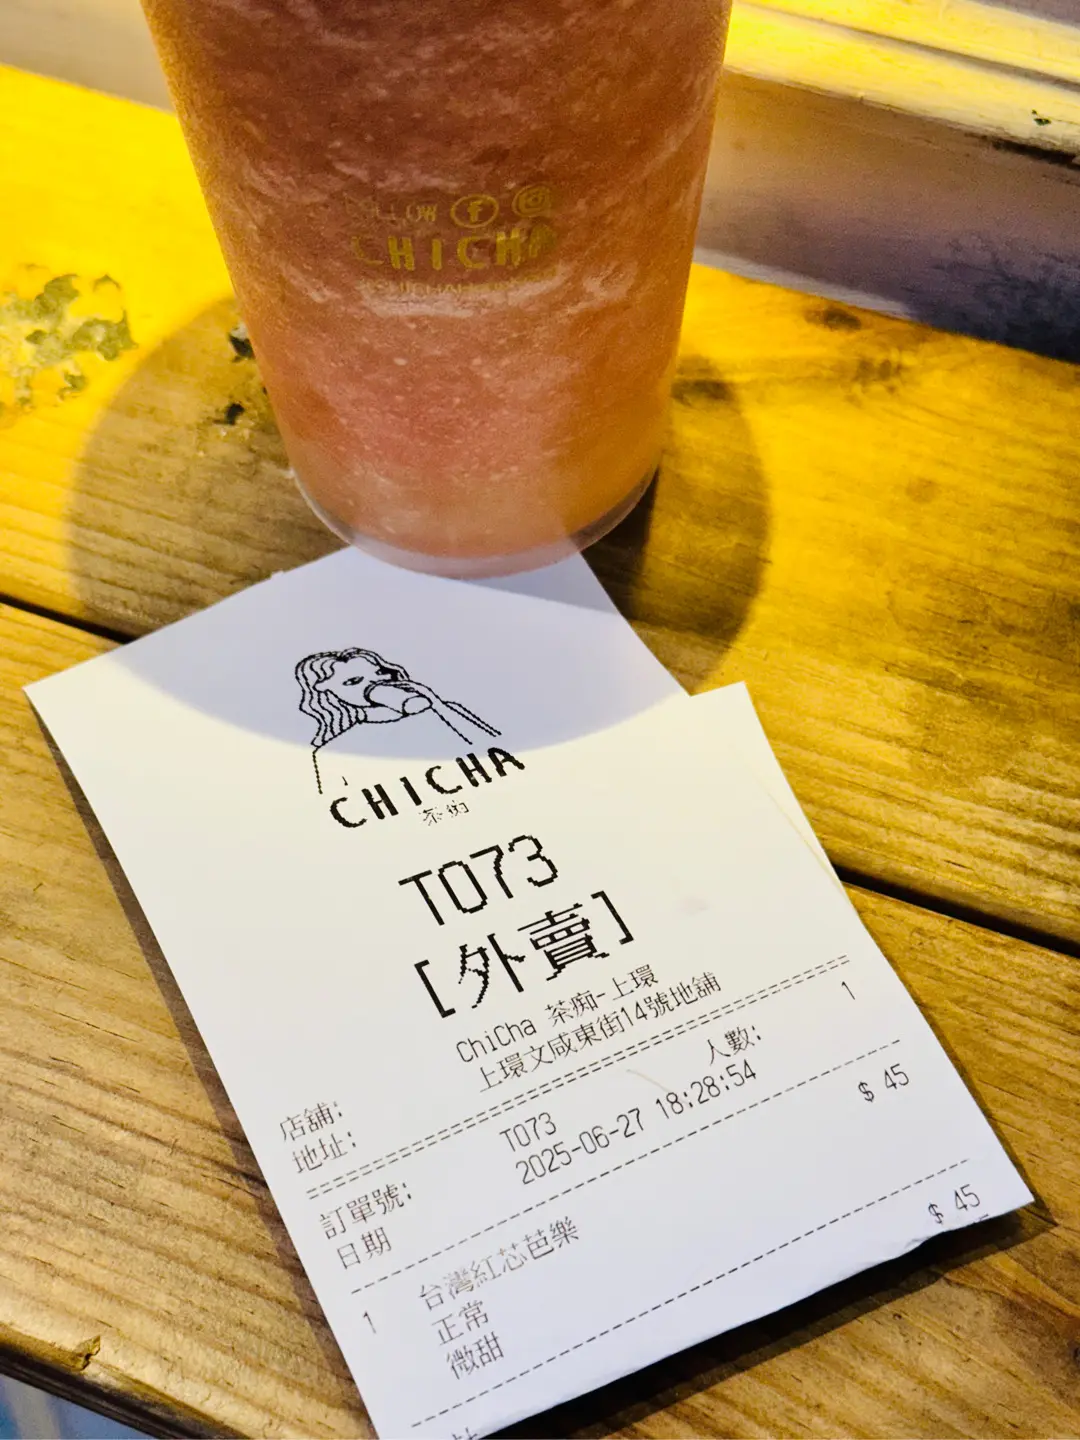 FOLLOW
CHICHA
CHICHA
茶痴
T073
[外賣]
店舖: ChiCha 茶痴-上環
地址: 上環文咸東街14號地舖
訂單號: T073 人數: 1
日期 2025-06-27 18:28:54
1 台灣紅芯芭樂 $ 45
正常
微甜
$ 45